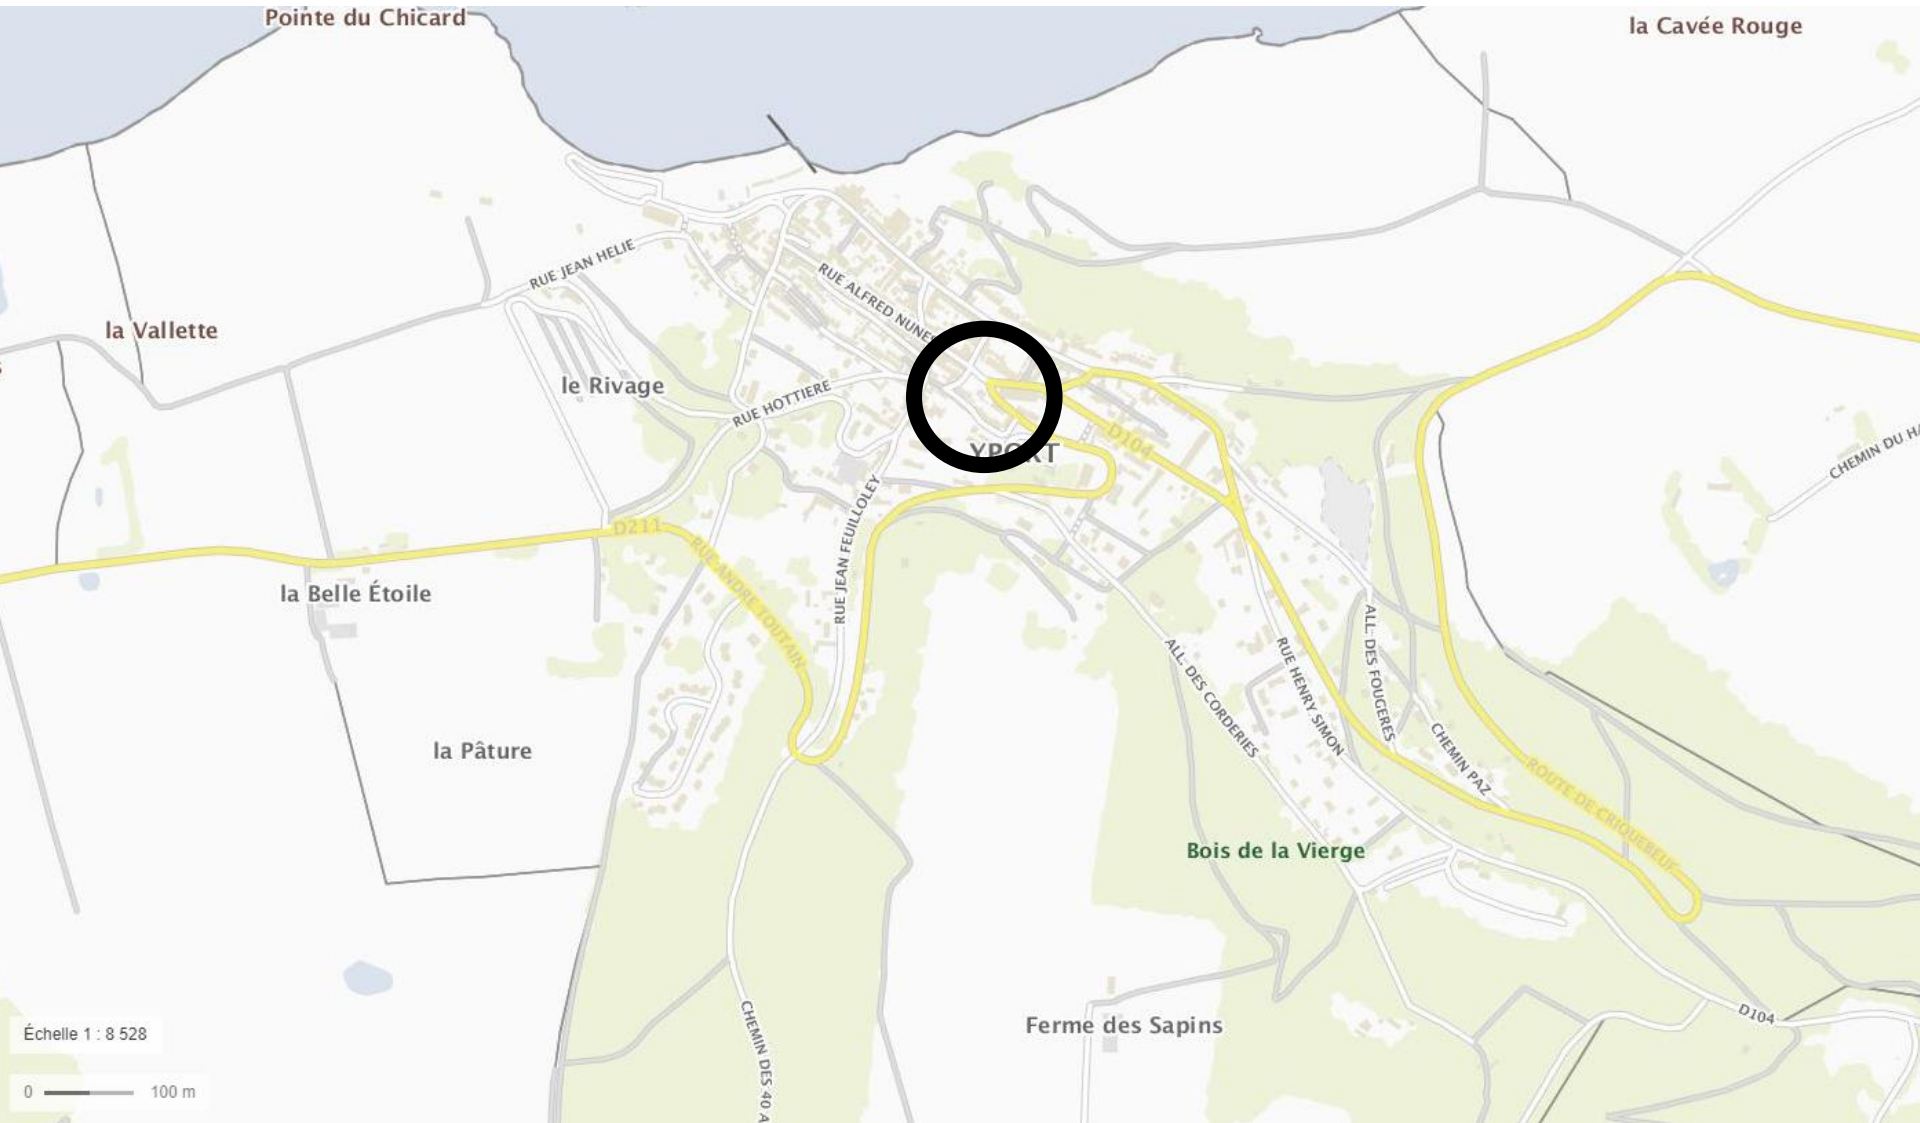 Pointe du Chicard
la Cavée Rouge
RUE JEAN HELIE
RUE ALFRED NUNES
la Vallette
le Rivage
RUE HOTTIERE
D104
YPORT
CHEMIN DU HA
RUE JEAN FEUILLOLEY
D211
RUE ANDRE TOUTAIN
la Belle Étoile
ALL. DES FOUGERES
ALL. DES CORDERIES
RUE HENRY SIMON
la Pâture
CHEMIN PAZ
ROUTE DE CRIQUEBEUF
Bois de la Vierge
CHEMIN DES 40 A
Ferme des Sapins
D104
Échelle 1 : 8 528
0 100 m